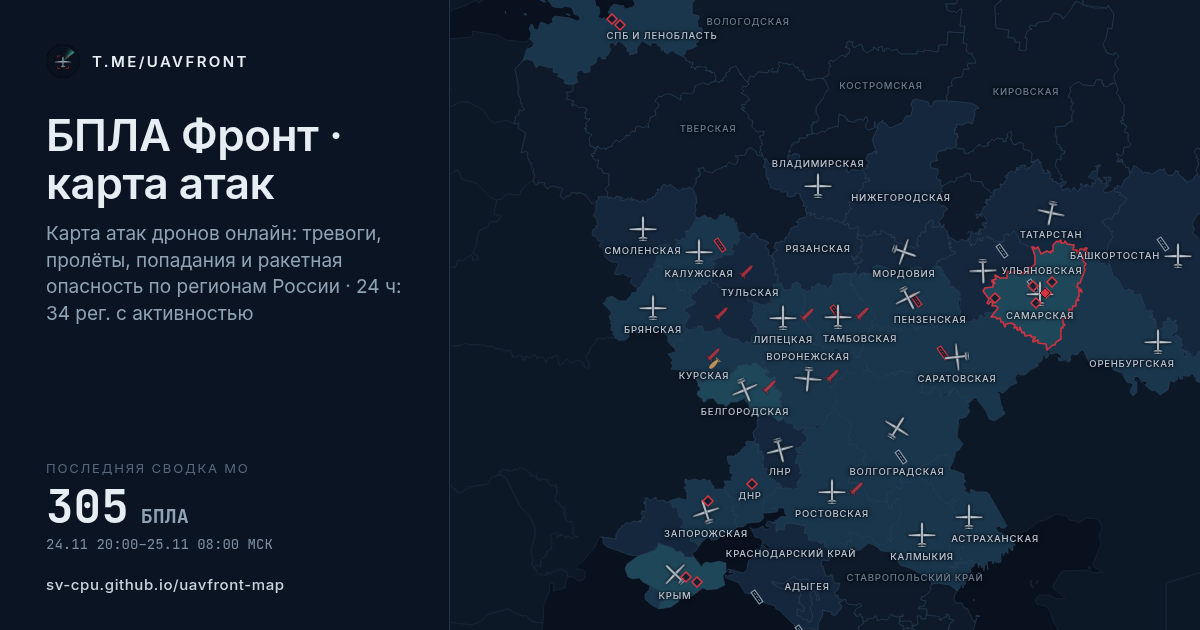 T.ME/UAVFRONT
БПЛА Фронт ·
карта атак
Карта атак дронов онлайн: тревоги,
пролёты, попадания и ракетная
опасность по регионам России · 24 ч:
34 рег. с активностью
ПОСЛЕДНЯЯ СВОДКА МО
305 БПЛА
24.11 20:00–25.11 08:00 МСК
sv-cpu.github.io/uavfront-map
ВОЛОГОДСКАЯ
СПБ И ЛЕНОБЛАСТЬ
КОСТРОМСКАЯ
КИРОВСКАЯ
ТВЕРСКАЯ
ВЛАДИМИРСКАЯ
НИЖЕГОРОДСКАЯ
ТАТАРСТАН
СМОЛЕНСКАЯ
РЯЗАНСКАЯ
БАШКОРТОСТАН
КАЛУЖСКАЯ
МОРДОВИЯ
УЛЬЯНОВСКАЯ
ТУЛЬСКАЯ
САМАРСКАЯ
ПЕНЗЕНСКАЯ
БРЯНСКАЯ
ЛИПЕЦКАЯ
ТАМБОВСКАЯ
ВОРОНЕЖСКАЯ
ОРЕНБУРГСКАЯ
КУРСКАЯ
САРАТОВСКАЯ
БЕЛГОРОДСКАЯ
ЛНР
ВОЛГОГРАДСКАЯ
ДНР
РОСТОВСКАЯ
ЗАПОРОЖСКАЯ
АСТРАХАНСКАЯ
КРАСНОДАРСКИЙ КРАЙ
КАЛМЫКИЯ
СТАВРОПОЛЬСКИЙ КРАЙ
АДЫГЕЯ
КРЫМ